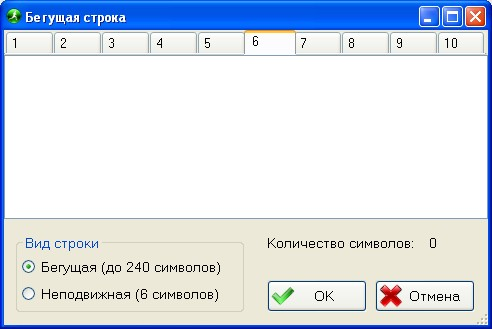 Бегущая строка
1 2 3 4 5 6 7 8 9 10
Вид строки
Количество символов: 0
Бегущая (до 240 символов)
Неподвижная (6 символов)
OK Отмена